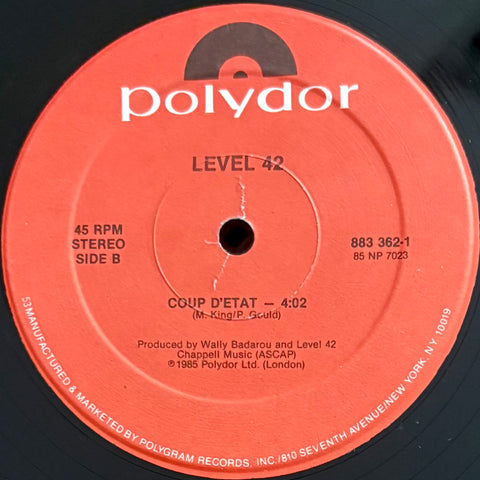 polydor
LEVEL 42
45 RPM
STEREO
SIDE B
883 362-1
85 NP 7023
COUP D'ETAT — 4:02
(M. King/P. Gould)
Produced by Wally Badarou and Level 42
Chappell Music (ASCAP)
℗1985 Polydor Ltd. (London)
53MANUFACTURED & MARKETED BY POLYGRAM RECORDS, INC./810 SEVENTH AVENUE/NEW YORK, NY 10019